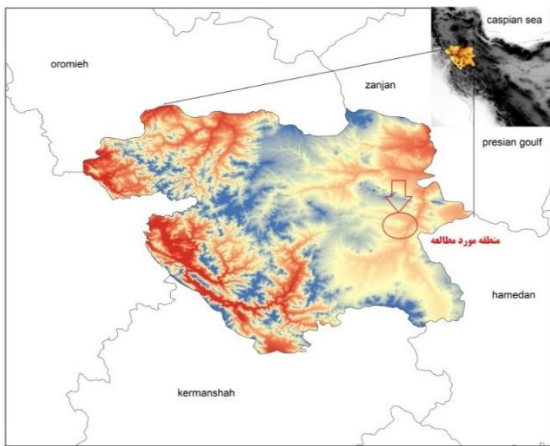 caspian sea
oromieh
zanjan
presian goulf
منطقه مورد مطالعه
hamedan
kermanshah